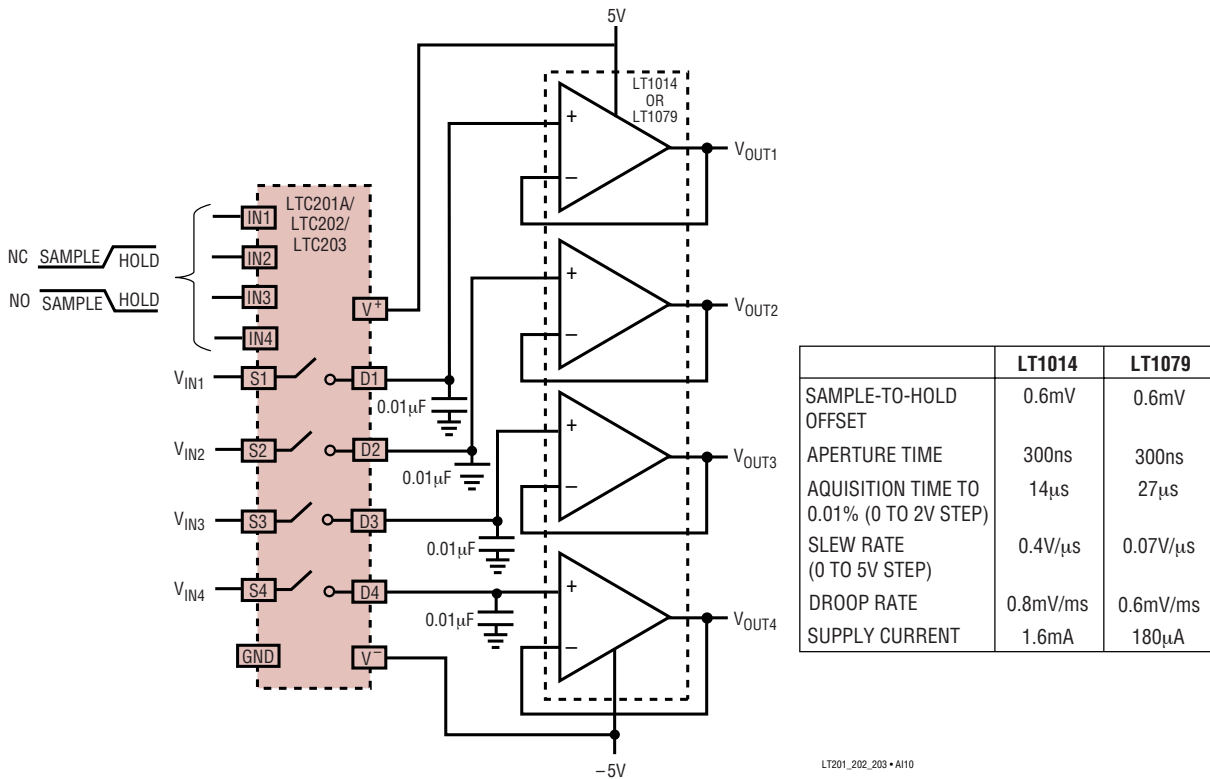 5V
LT1014
OR
LT1079
+
−
VOUT1
LTC201A/
LTC202/
LTC203
IN1
IN2
IN3
IN4
NC SAMPLE HOLD
NO SAMPLE HOLD
V+
+
−
VOUT2
VIN1 S1 D1
0.01μF
VIN2 S2 D2
0.01μF
+
−
VOUT3
VIN3 S3 D3
0.01μF
VIN4 S4 D4
0.01μF
+
−
VOUT4
GND
V−
−5V
LT1014 LT1079
SAMPLE-TO-HOLD OFFSET 0.6mV 0.6mV
APERTURE TIME 300ns 300ns
AQUISITION TIME TO 0.01% (0 TO 2V STEP) 14μs 27μs
SLEW RATE (0 TO 5V STEP) 0.4V/μs 0.07V/μs
DROOP RATE 0.8mV/ms 0.6mV/ms
SUPPLY CURRENT 1.6mA 180μA
LT201_202_203 • AI10